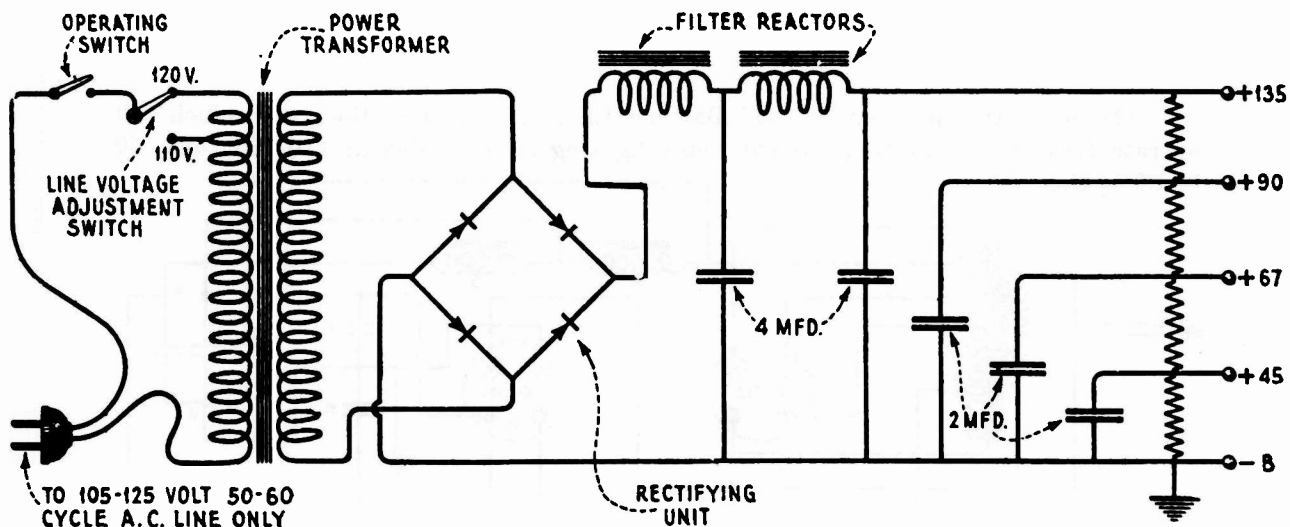 OPERATING
SWITCH
POWER
TRANSFORMER
FILTER REACTORS
120 V.
110 V.
LINE VOLTAGE
ADJUSTMENT
SWITCH
+135
+90
+67
+45
- B
4 MFD.
2 MFD.
TO 105-125 VOLT 50-60
CYCLE A.C. LINE ONLY
RECTIFYING
UNIT